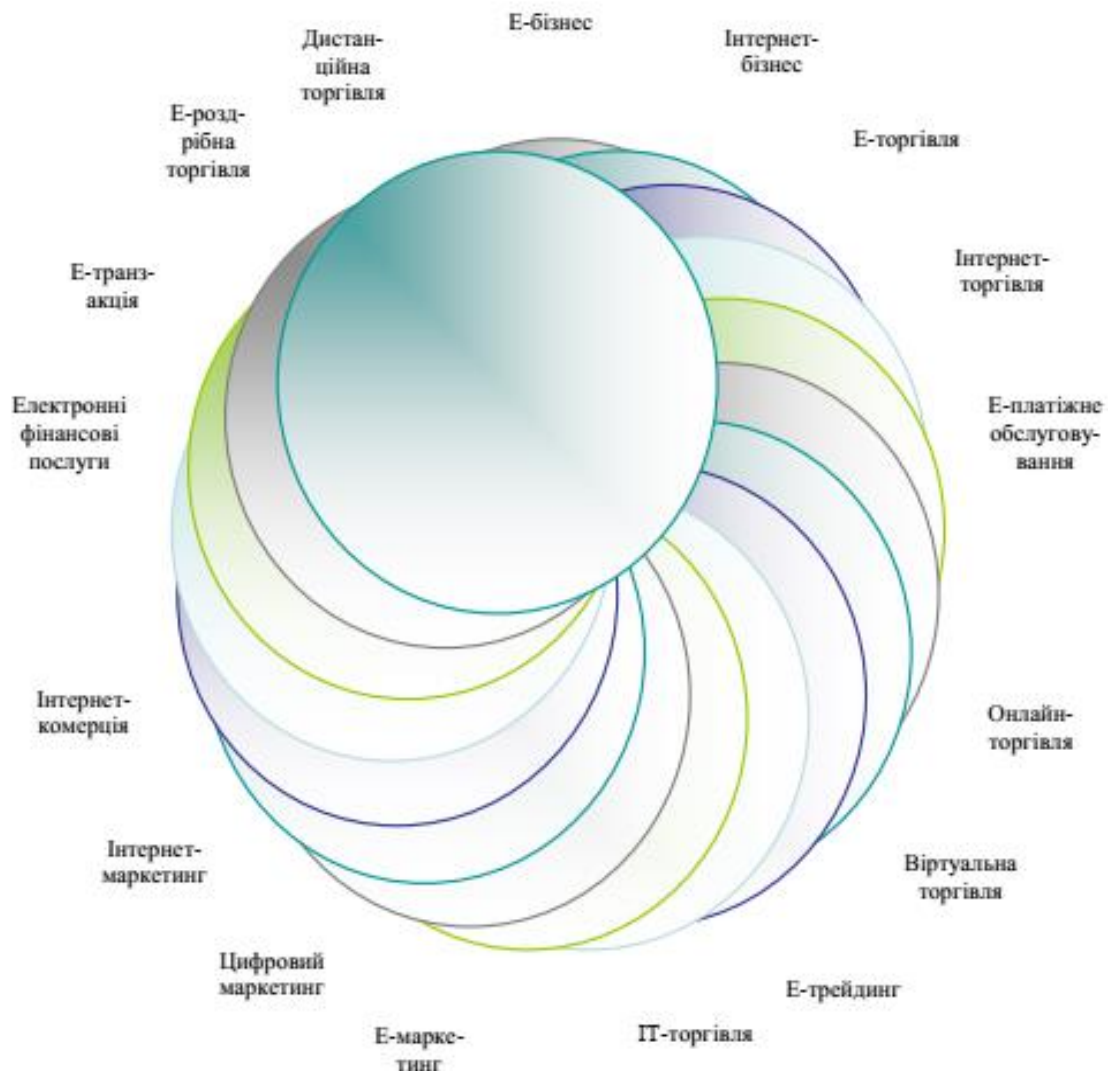 Е-бізнес
Інтернет-
бізнес
Е-торгівля
Інтернет-
торгівля
Е-платіжне
обслугову-
вання
Онлайн-
торгівля
Віртуальна
торгівля
Е-трейдинг
ІТ-торгівля
Е-марке-
тинг
Цифровий
маркетинг
Інтернет-
маркетинг
Інтернет-
комерція
Електронні
фінансові
послуги
Е-транз-
акція
Е-розд-
рібна
торгівля
Дистан-
ційна
торгівля